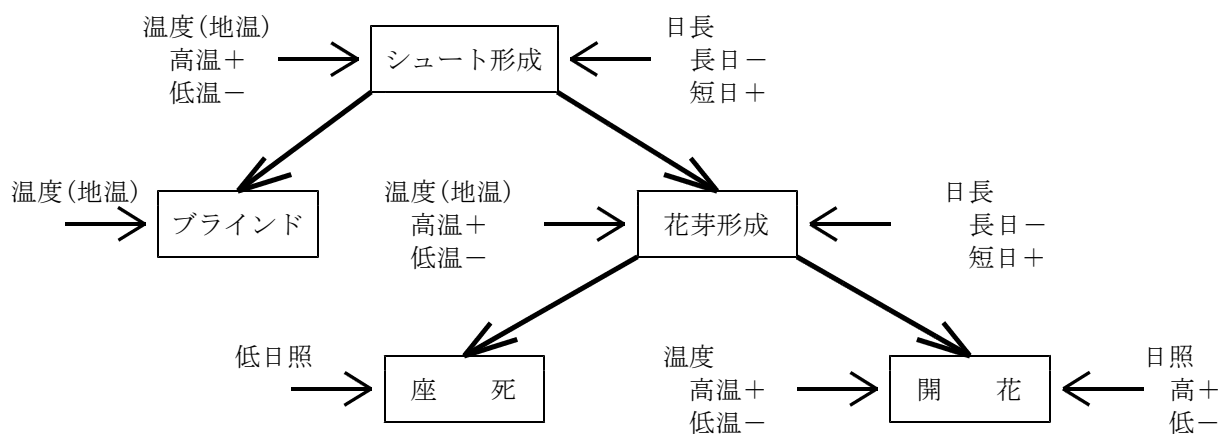 温度(地温)
高温＋
低温－
シュート形成
日長
長日－
短日＋
温度(地温)
ブラインド
温度(地温)
高温＋
低温－
花芽形成
日長
長日－
短日＋
低日照
座　　死
温度
高温＋
低温－
開　　花
日照
高＋
低－